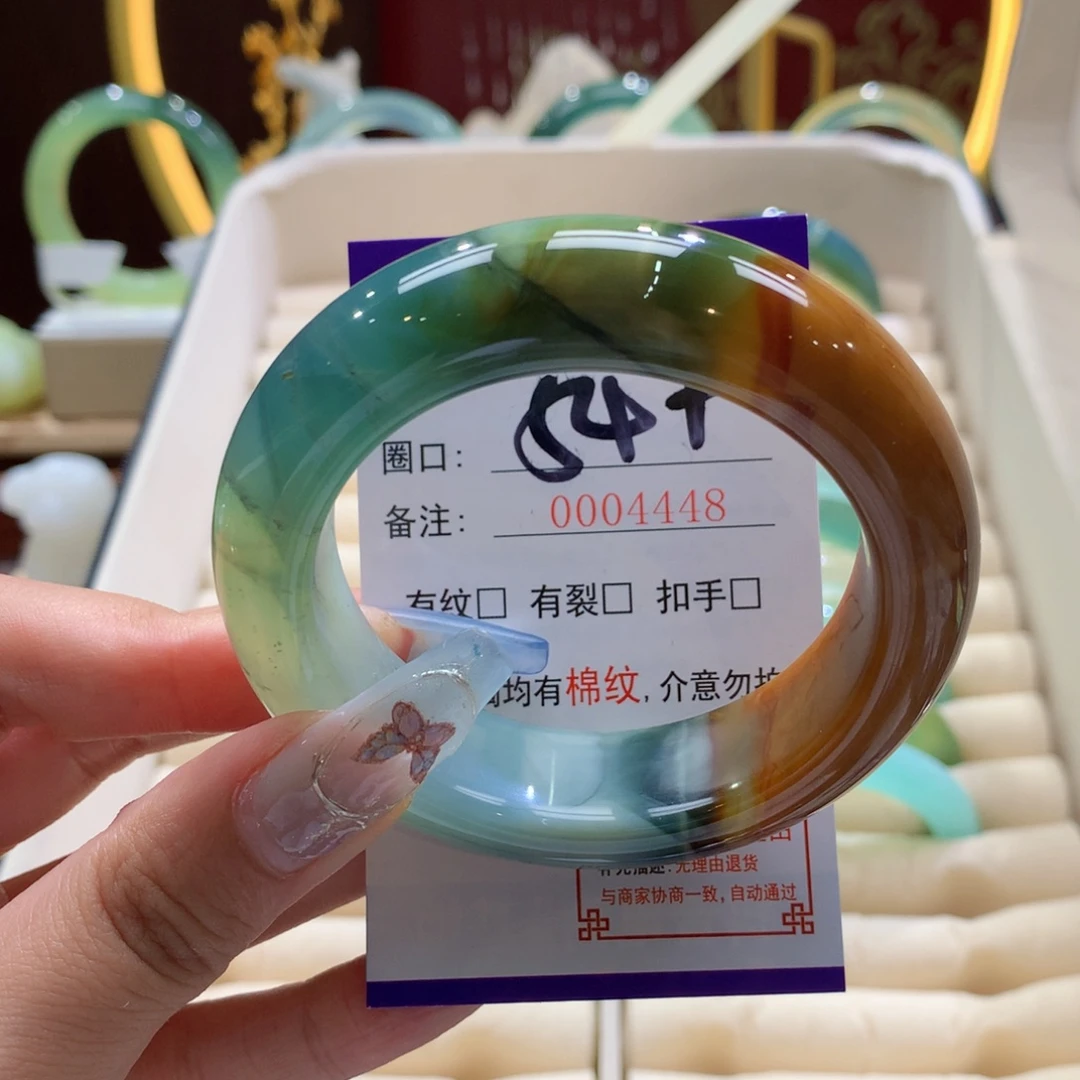 圈口: 54+
备注: 0004448
有纹□ 有裂□ 扣手□
均有棉纹, 介意勿拍
无理由退货
与商家协商一致, 自动通过